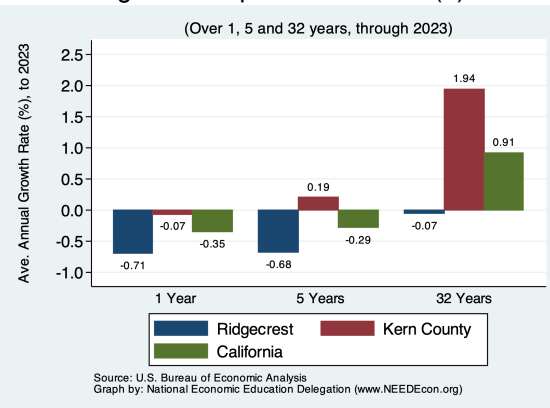 (Over 1, 5 and 32 years, through 2023)
Ave. Annual Growth Rate (%), to 2023
2.5
2.0
1.5
1.0
0.5
0.0
-0.5
-1.0
-0.71
-0.07
-0.35
-0.68
0.19
-0.29
-0.07
1.94
0.91
1 Year
5 Years
32 Years
Ridgecrest
Kern County
California
Source: U.S. Bureau of Economic Analysis
Graph by: National Economic Education Delegation (www.NEEDEcon.org)